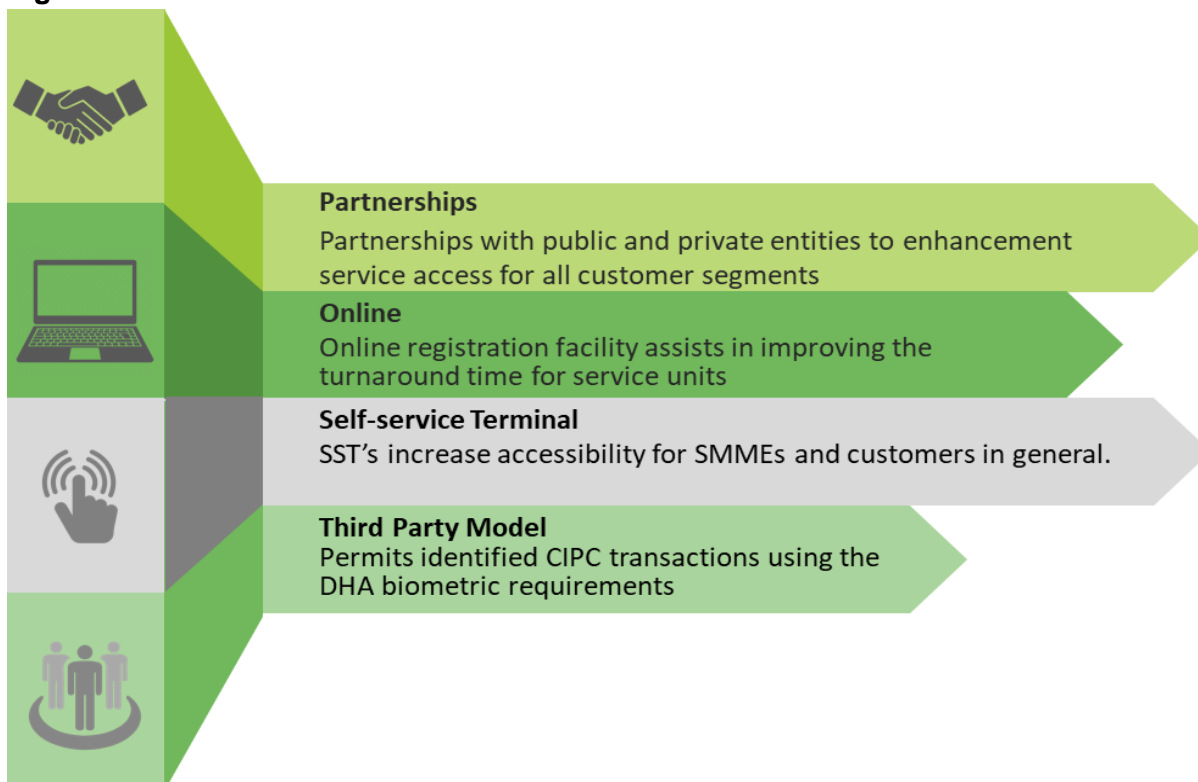 Partnerships
Partnerships with public and private entities to enhancement
service access for all customer segments
Online
Online registration facility assists in improving the
turnaround time for service units
Self-service Terminal
SST’s increase accessibility for SMMEs and customers in general.
Third Party Model
Permits identified CIPC transactions using the
DHA biometric requirements